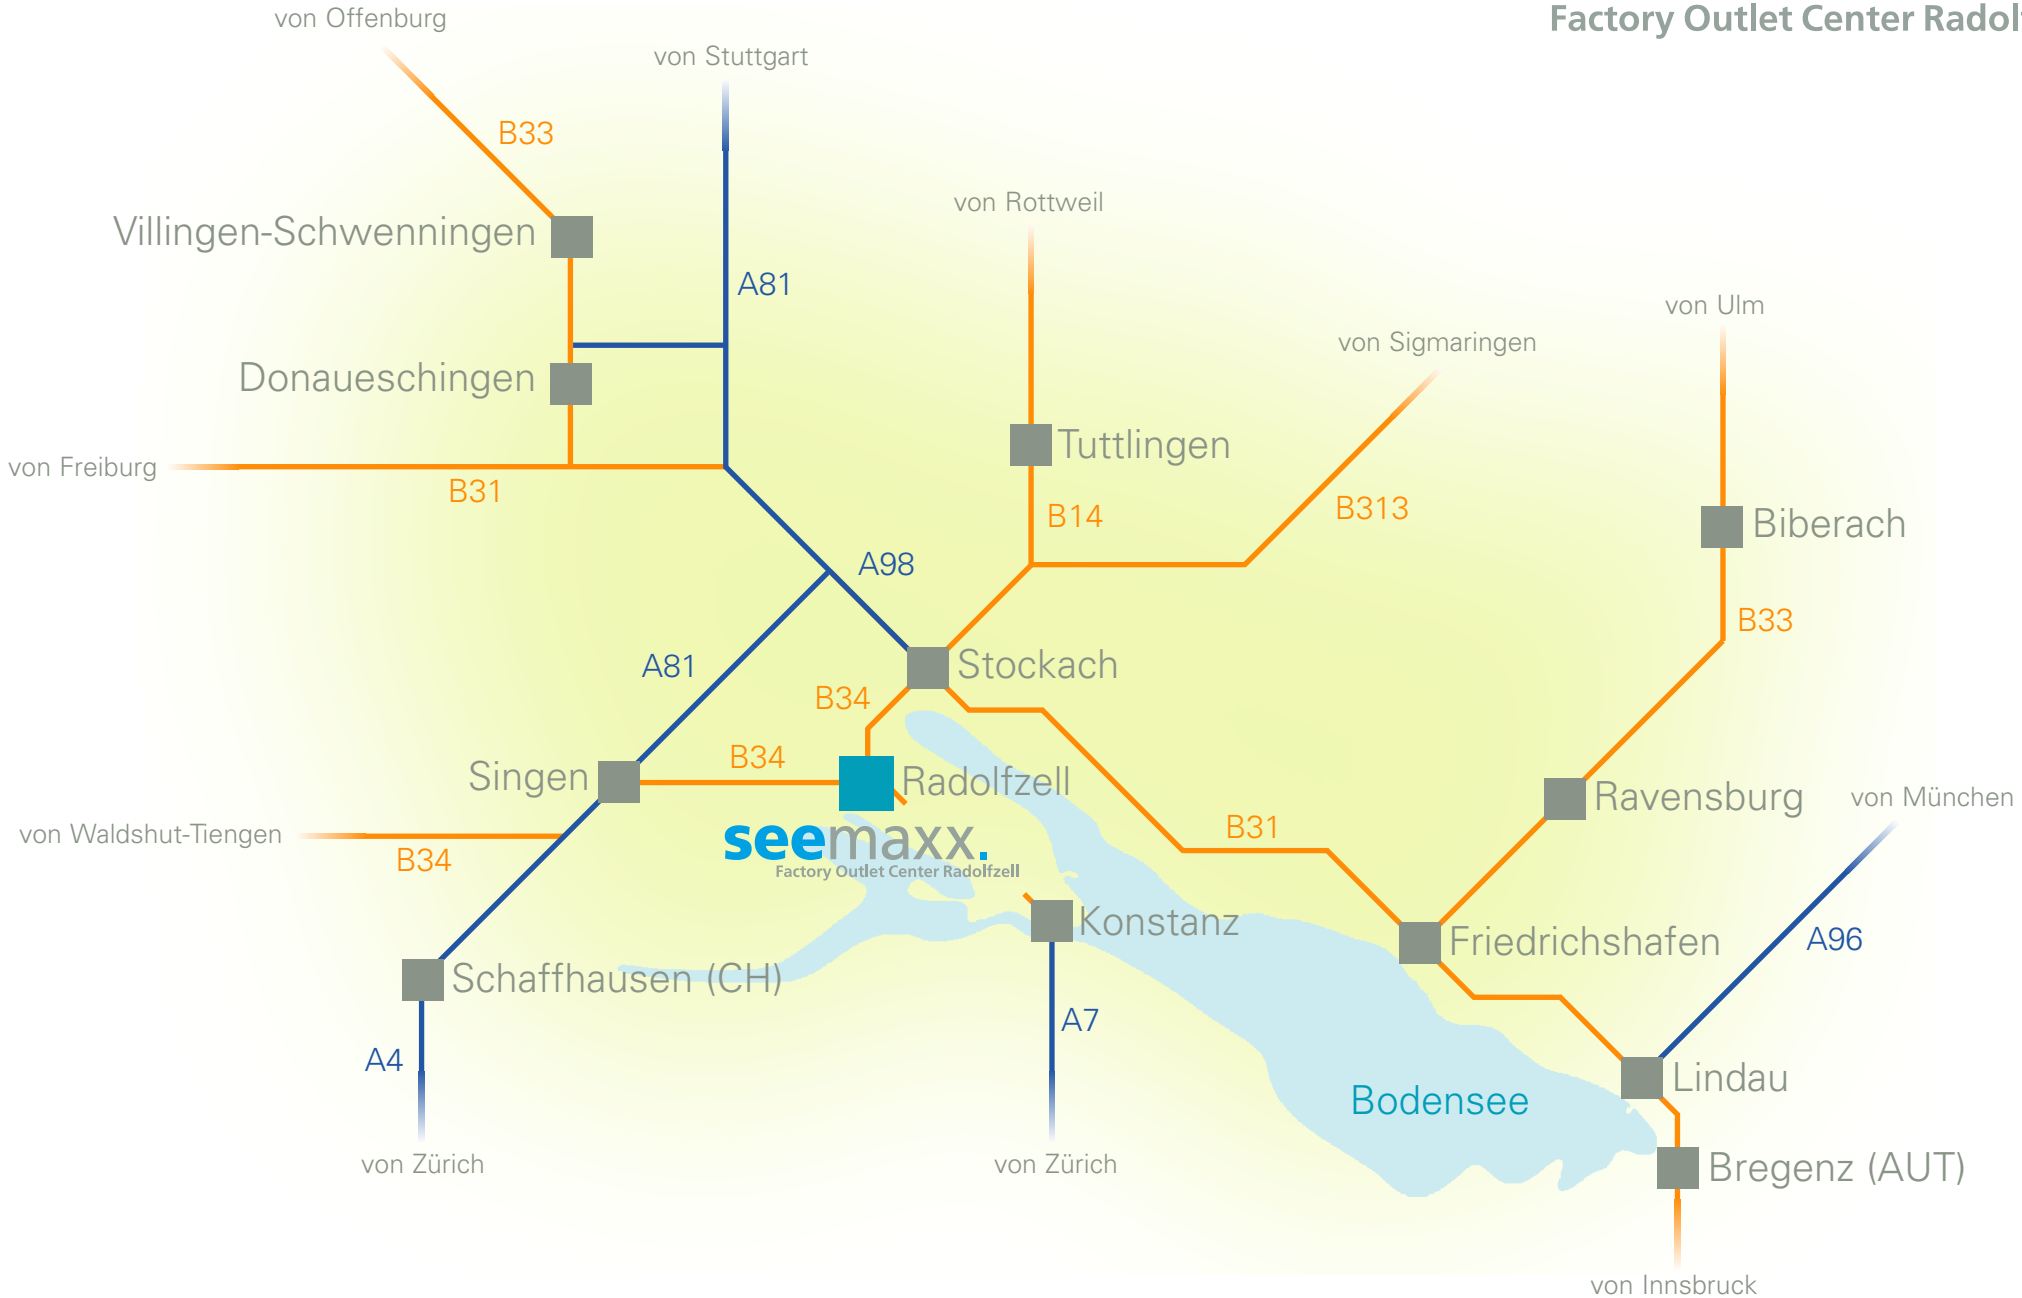 von Offenburg
Factory Outlet Center Radolf
von Stuttgart
B33
von Rottweil
Villingen-Schwenningen
A81
von Ulm
von Sigmaringen
Donaueschingen
Tuttlingen
von Freiburg
B31
B14
B313
Biberach
A98
B33
A81
Stockach
B34
B34
Singen
Radolfzell
Ravensburg
von München
von Waldshut-Tiengen
B34
seemaxx.
Factory Outlet Center Radolfzell
B31
Konstanz
Friedrichshafen
A96
Schaffhausen (CH)
A7
A4
Lindau
Bodensee
von Zürich
von Zürich
Bregenz (AUT)
von Innsbruck